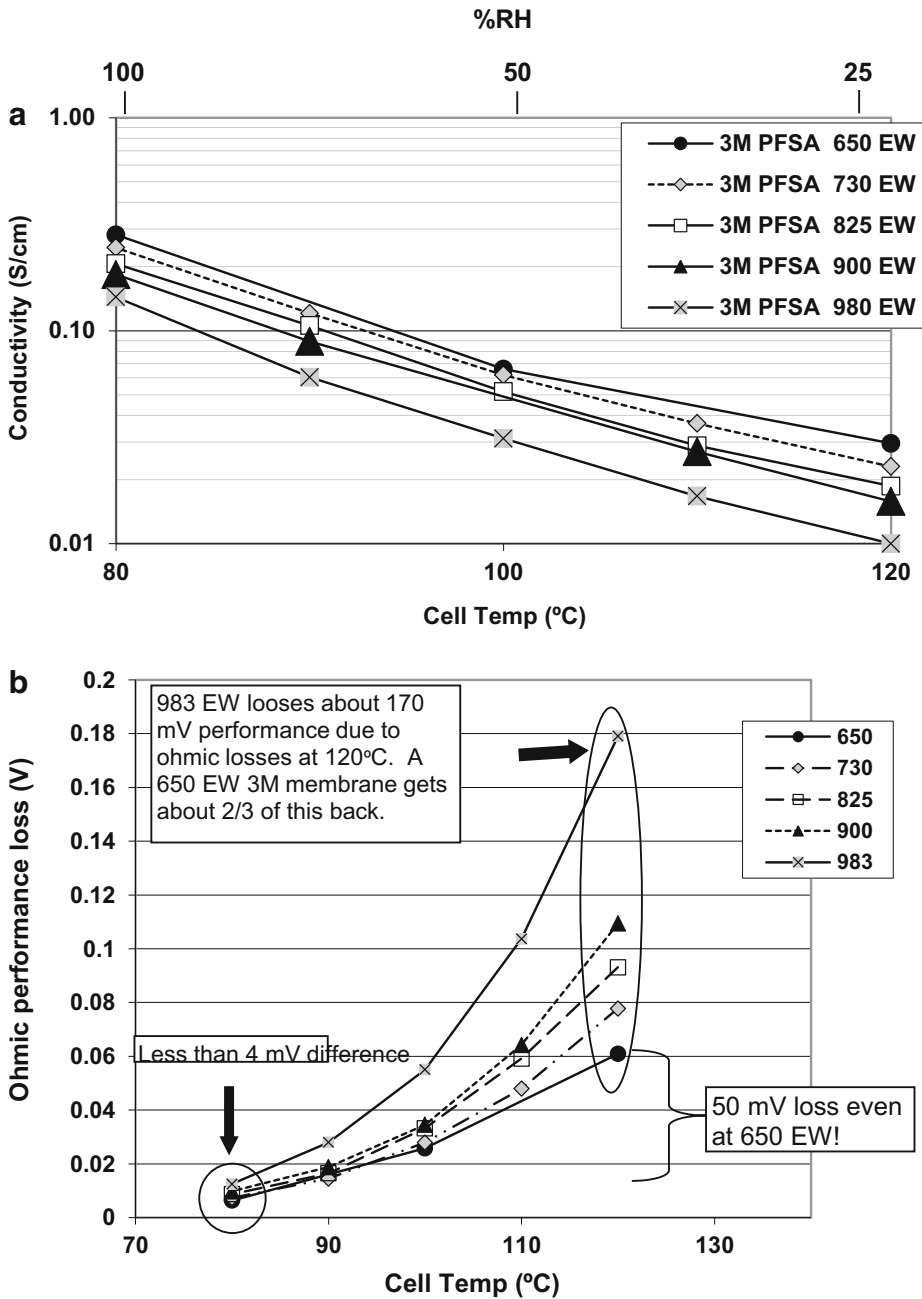 %RH
100 50 25
a
1.00
0.10
0.01
Conductivity (S/cm)
3M PFSA 650 EW
3M PFSA 730 EW
3M PFSA 825 EW
3M PFSA 900 EW
3M PFSA 980 EW
80 100 120
Cell Temp (ºC)
b
0.2
0.18
0.16
0.14
0.12
0.1
0.08
0.06
0.04
0.02
0
Ohmic performance loss (V)
983 EW looses about 170
mV performance due to
ohmic losses at 120ºC. A
650 EW 3M membrane gets
about 2/3 of this back.
650
730
825
900
983
Less than 4 mV difference
50 mV loss even
at 650 EW!
70 90 110 130
Cell Temp (ºC)